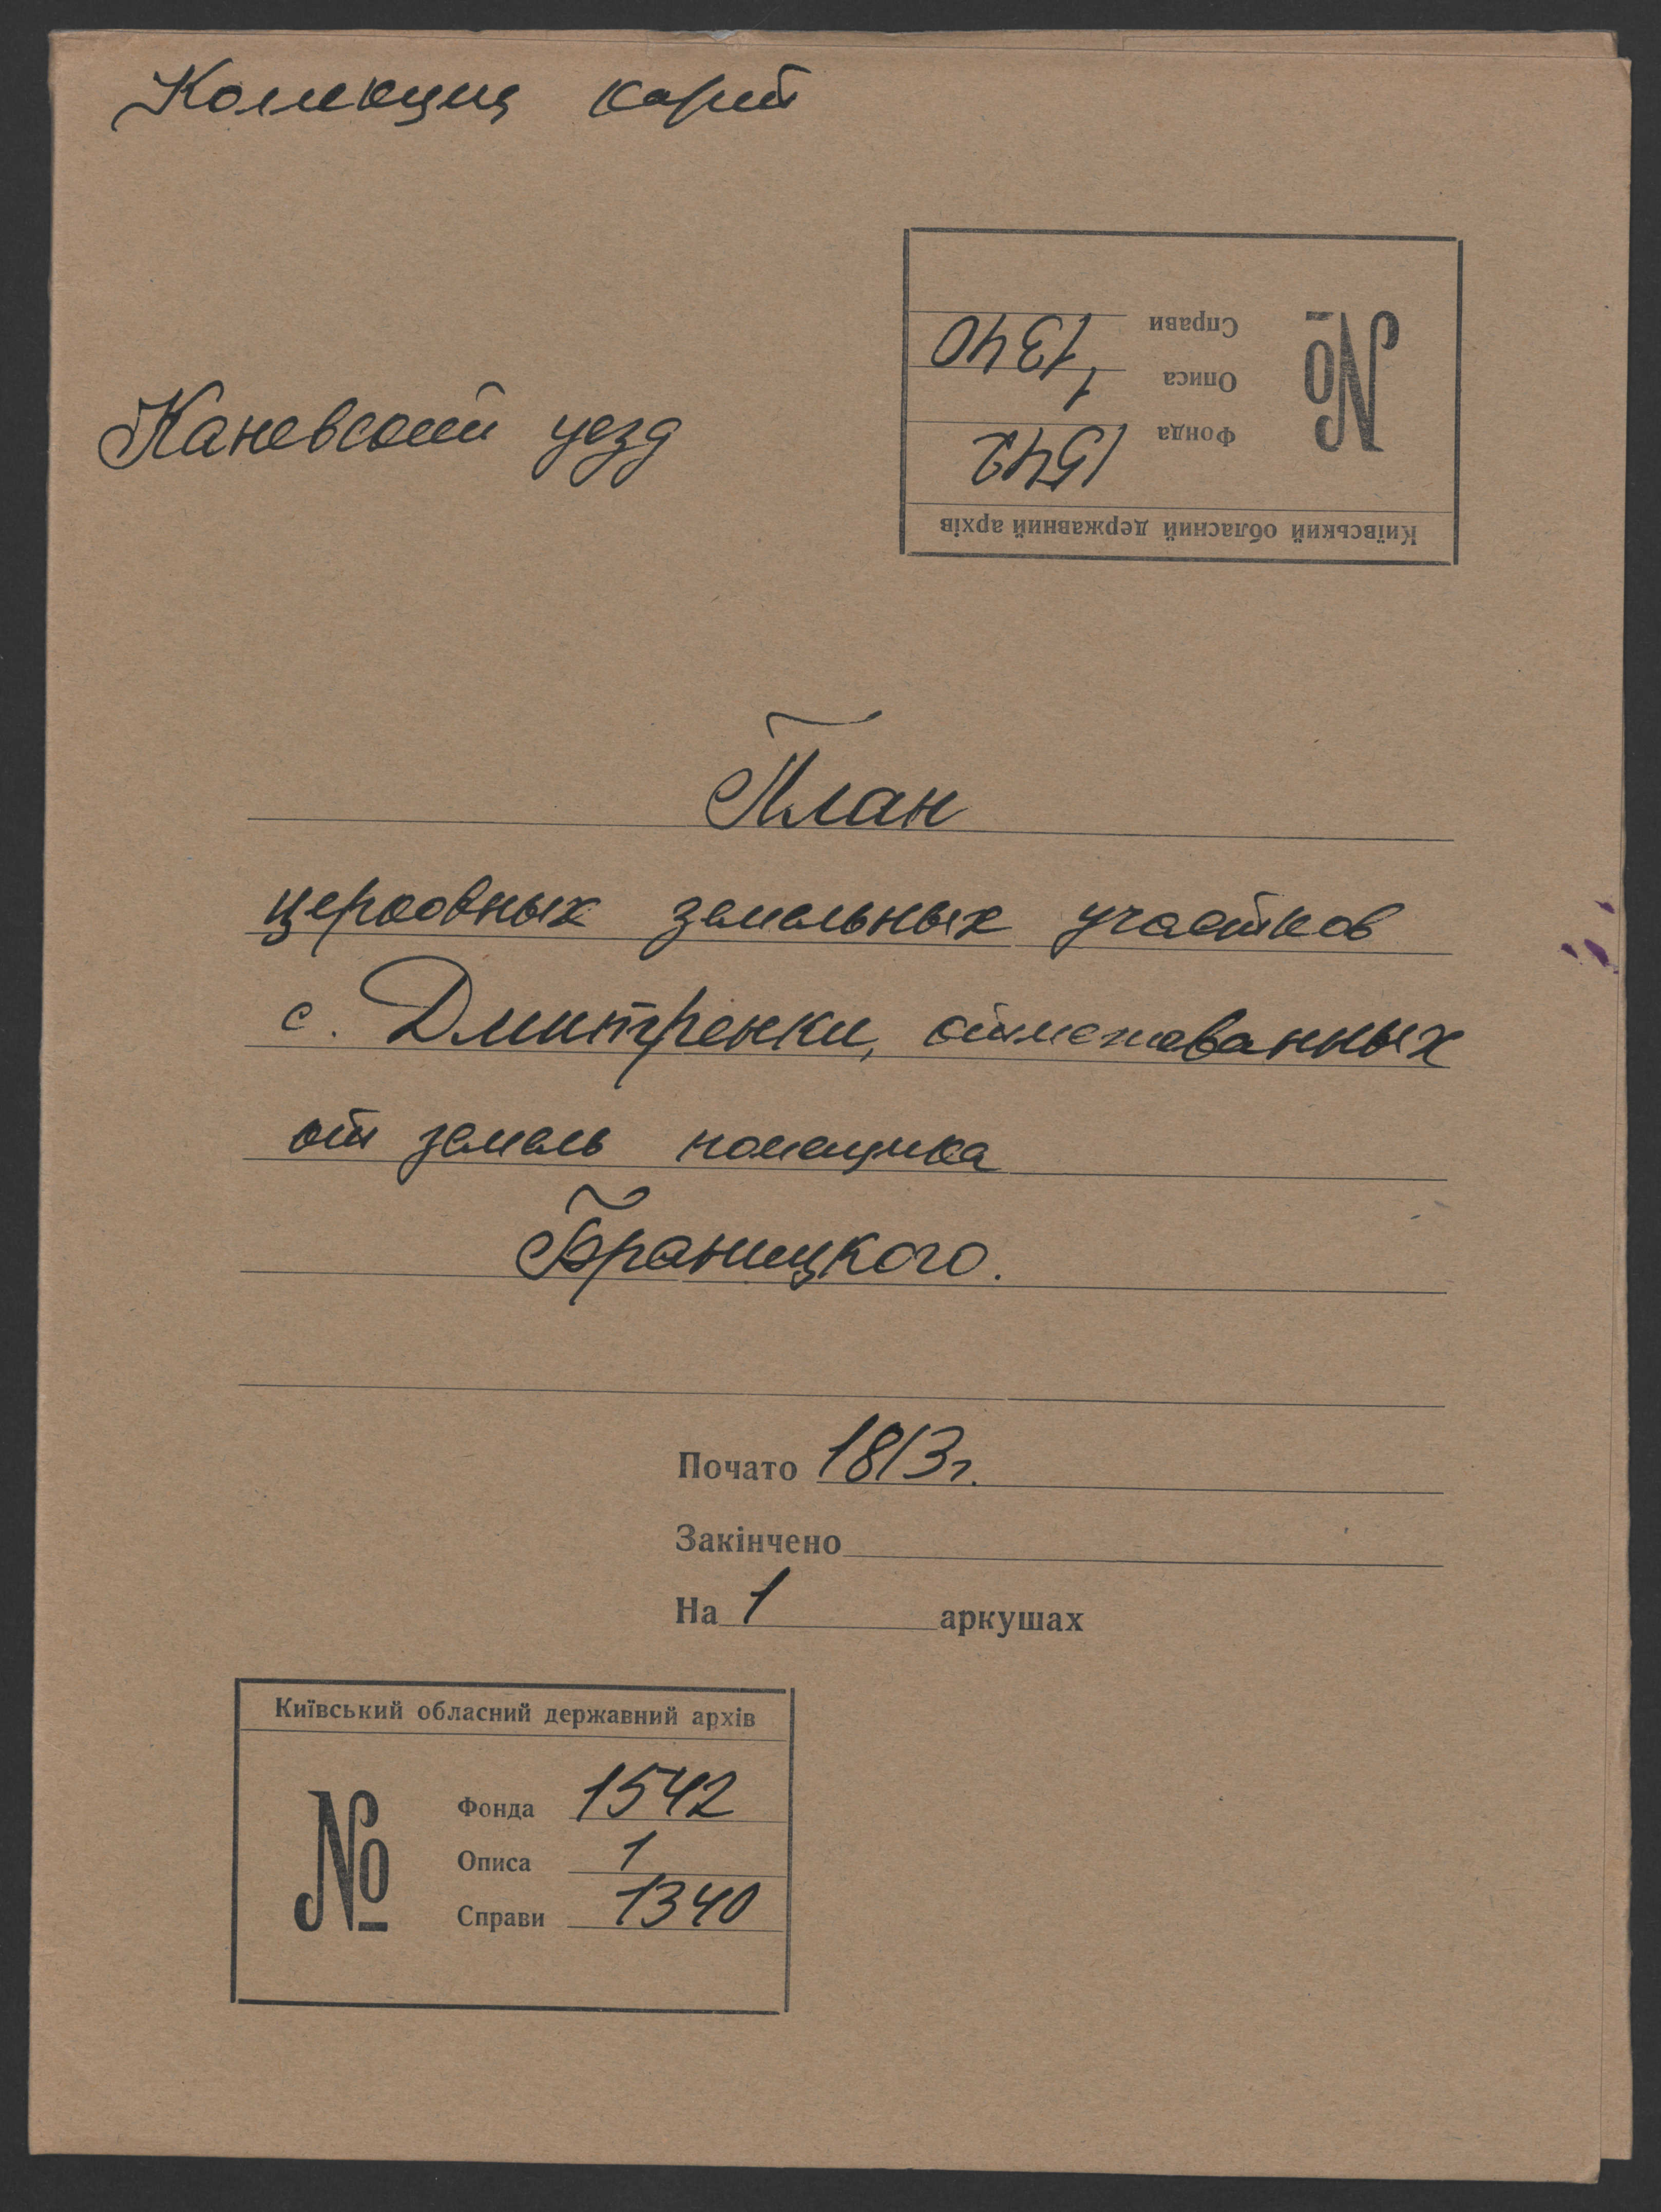 Колекция карт
Справи 1340
Описа 1
Фонда 1542
№
Київський обласний державний архів
Каневский уезд
План
церковных земельных участков
с. Дмитренки, отмежеванных
от земель помещика
Браницкого.
Почато 1813г.
Закінчено
На 1 аркушах
Київський обласний державний архів
№
Фонда 1542
Описа 1
Справи 1340